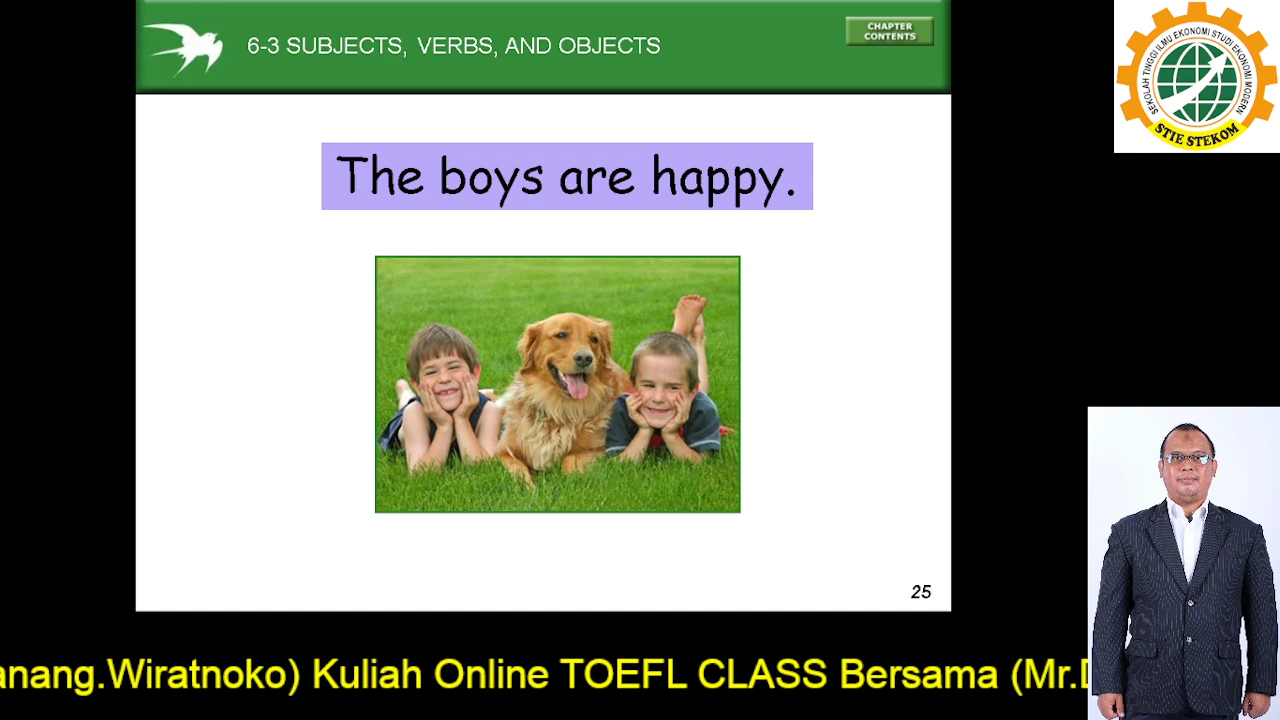 6-3 SUBJECTS, VERBS, AND OBJECTS
CHAPTER
CONTENTS
SEKOLAH TINGGI ILMU EKONOMI STUDI EKONOMI MODERN
STIE STEKOM
The boys are happy.
25
anang.Wiratnoko) Kuliah Online TOEFL CLASS Bersama (Mr.D